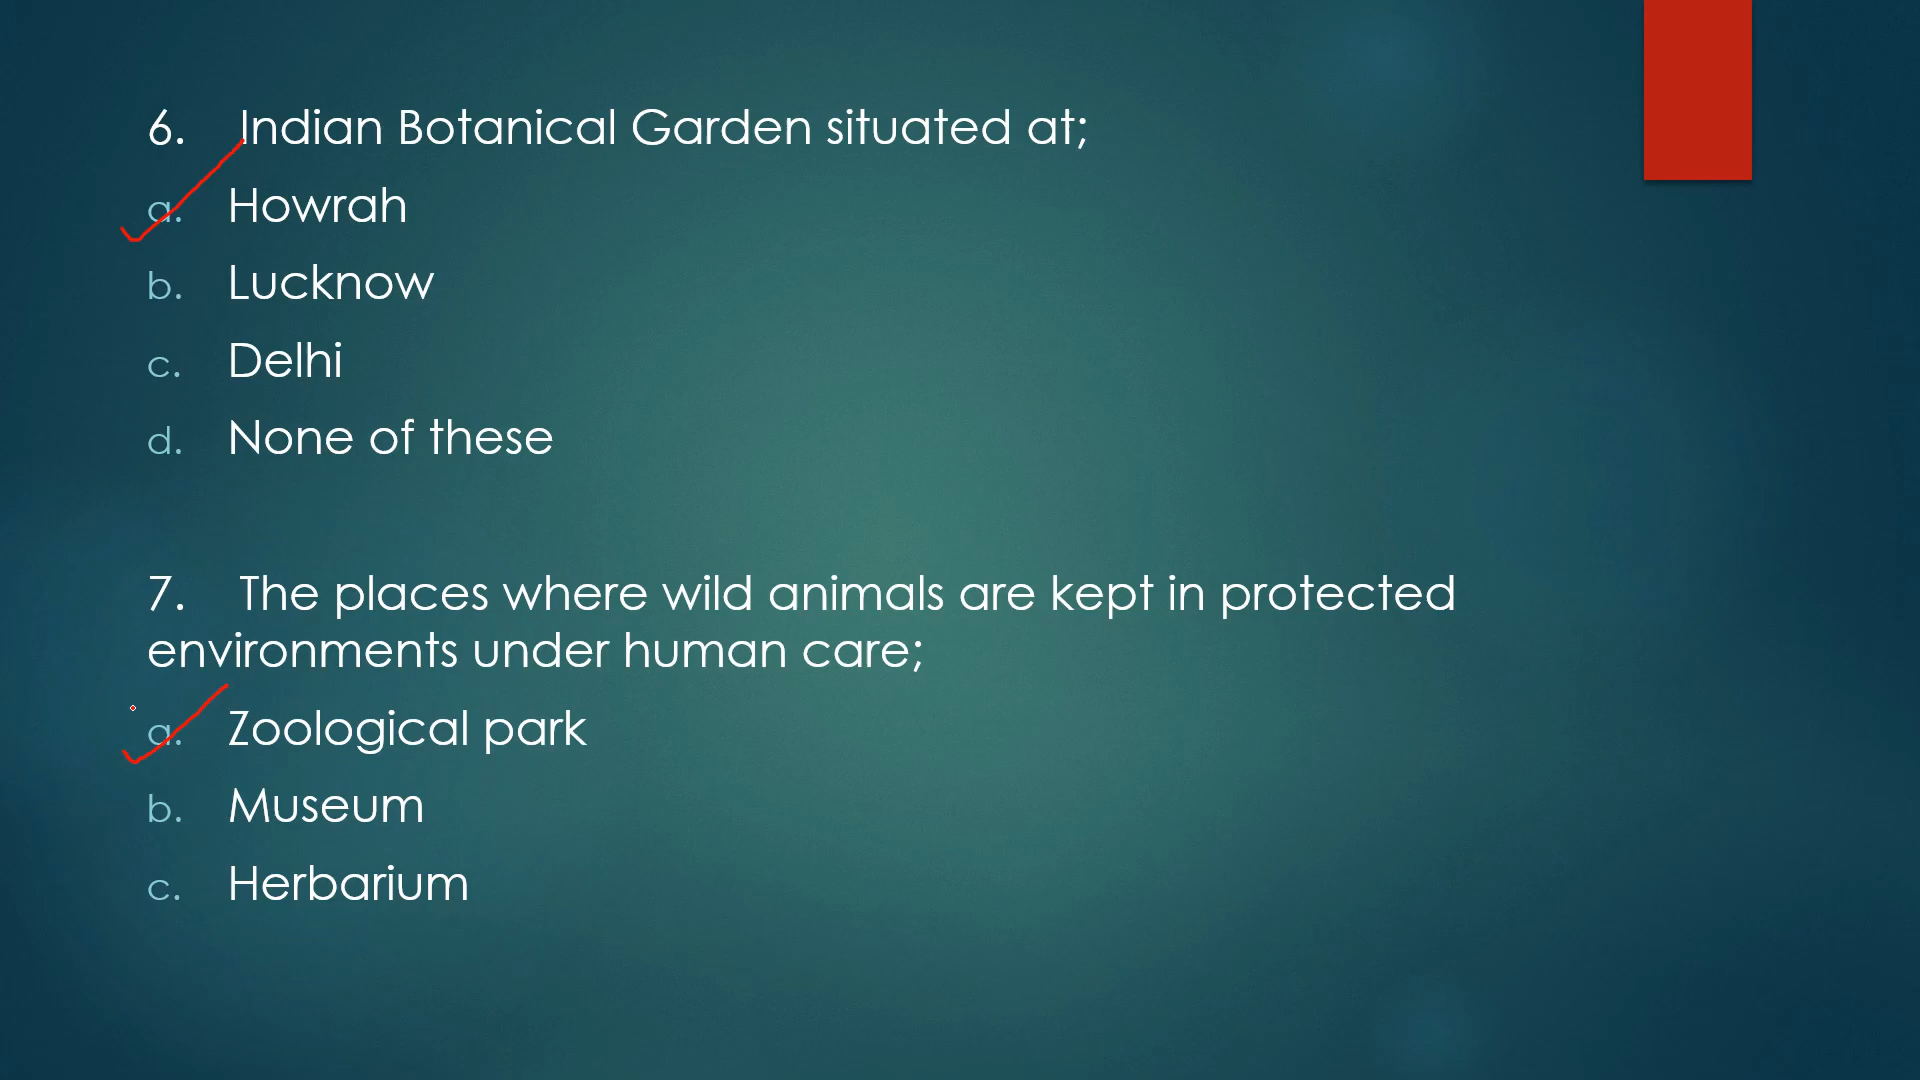 6. Indian Botanical Garden situated at;
a. Howrah
b. Lucknow
c. Delhi
d. None of these
7. The places where wild animals are kept in protected
environments under human care;
a. Zoological park
b. Museum
c. Herbarium